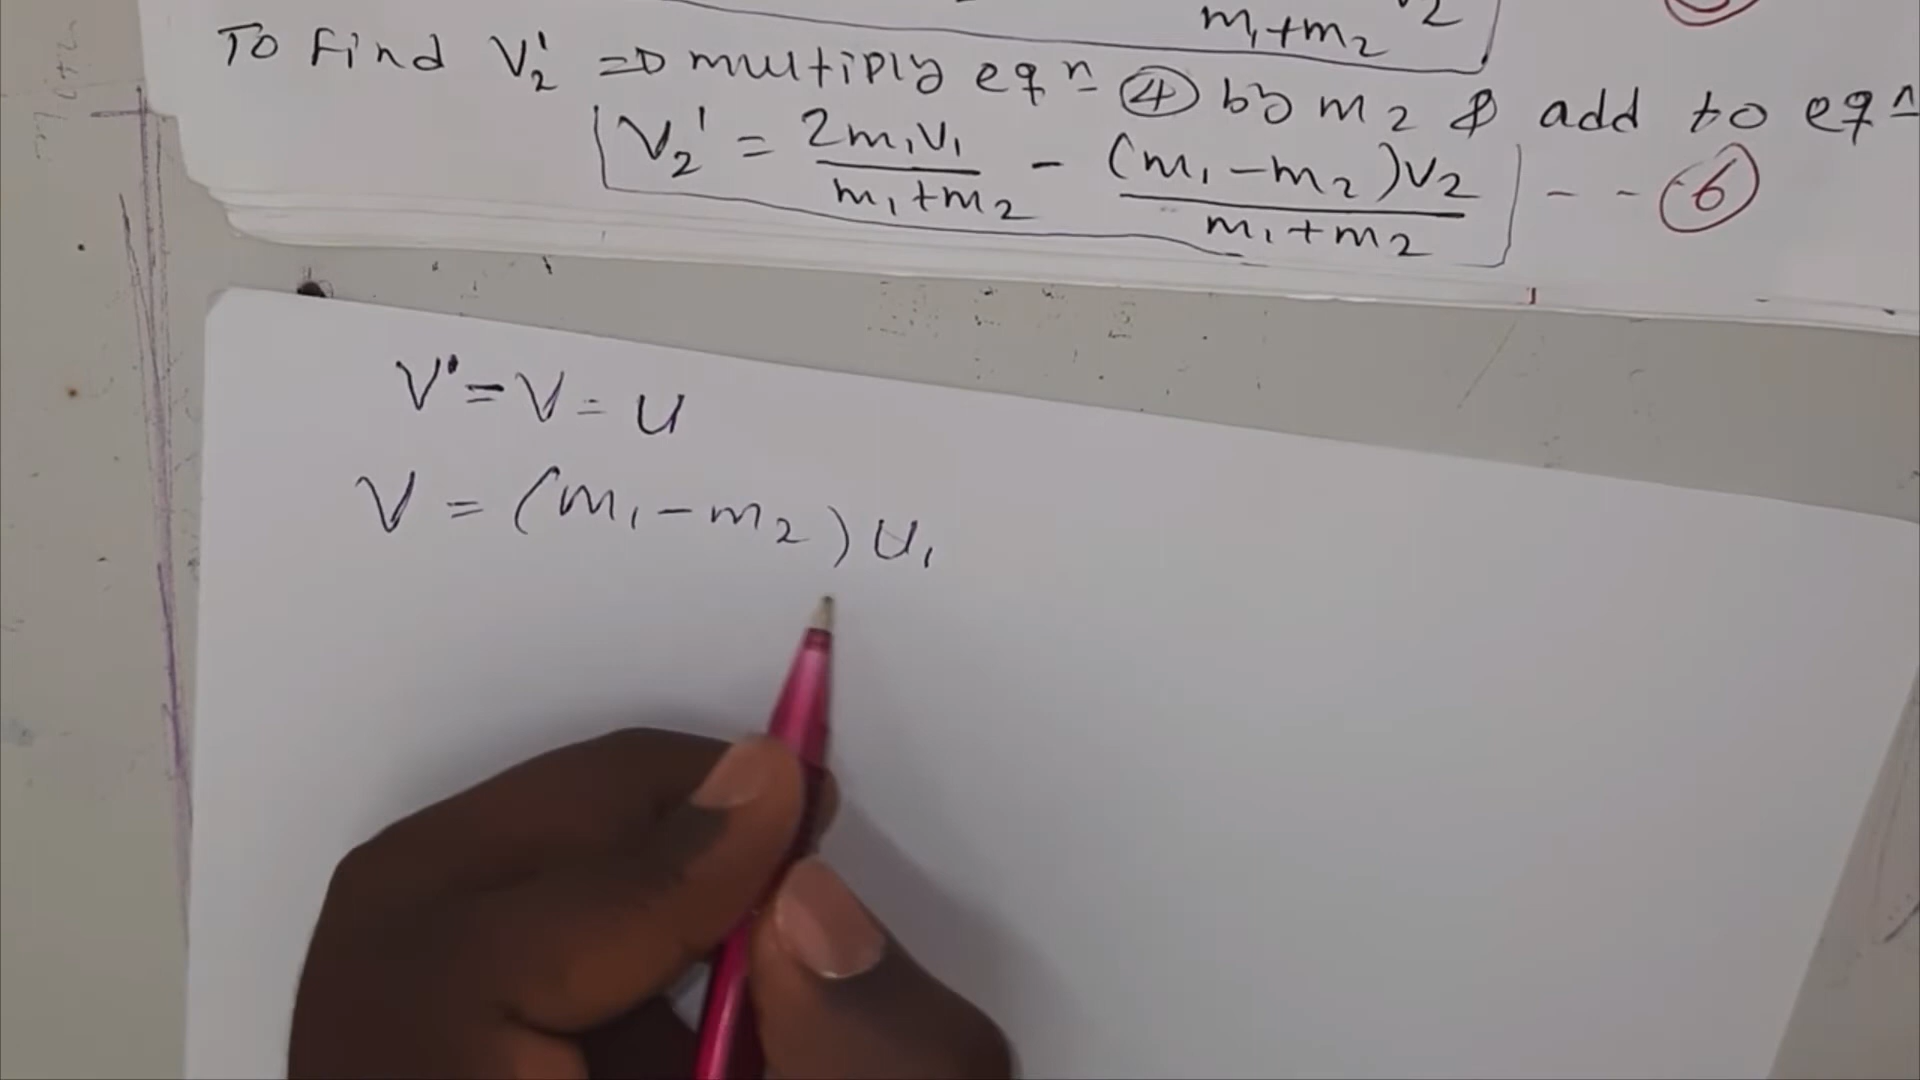 m₁+m₂ v₂
To Find V₂' => multiply eqn ④ by m₂ & add to eqn
V₂' = 2m₁v₁/m₁+m₂ - (m₁-m₂)v₂/m₁+m₂ - - ⑥
V' = V = U
V = (m₁-m₂)U₁